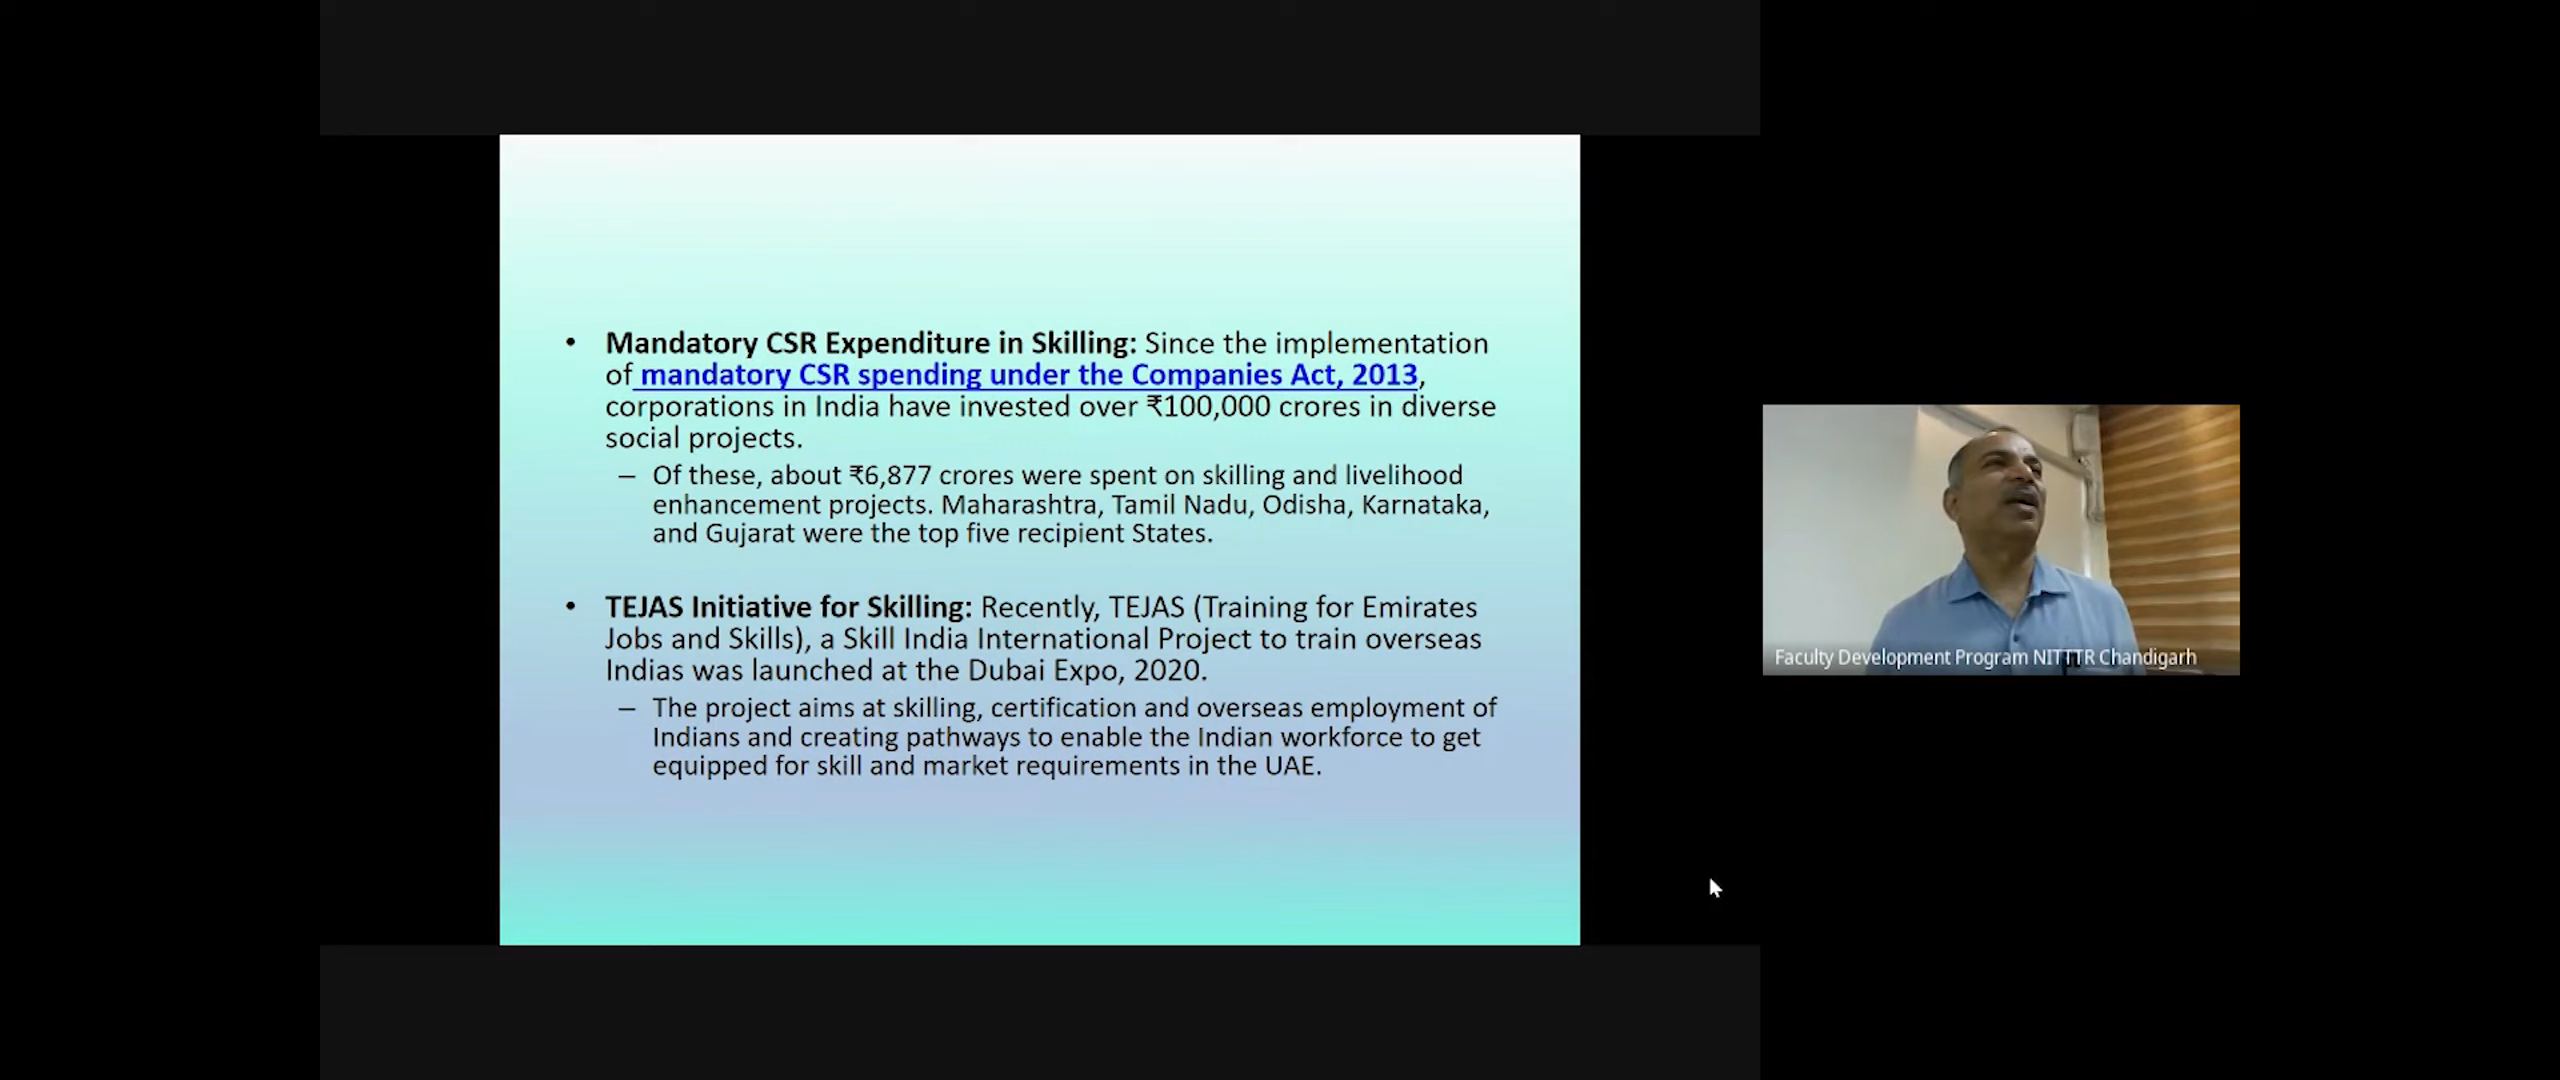 • Mandatory CSR Expenditure in Skilling: Since the implementation
of mandatory CSR spending under the Companies Act, 2013,
corporations in India have invested over ₹100,000 crores in diverse
social projects.
– Of these, about ₹6,877 crores were spent on skilling and livelihood
enhancement projects. Maharashtra, Tamil Nadu, Odisha, Karnataka,
and Gujarat were the top five recipient States.
• TEJAS Initiative for Skilling: Recently, TEJAS (Training for Emirates
Jobs and Skills), a Skill India International Project to train overseas
Indias was launched at the Dubai Expo, 2020.
– The project aims at skilling, certification and overseas employment of
Indians and creating pathways to enable the Indian workforce to get
equipped for skill and market requirements in the UAE.
Faculty Development Program NITTTR Chandigarh